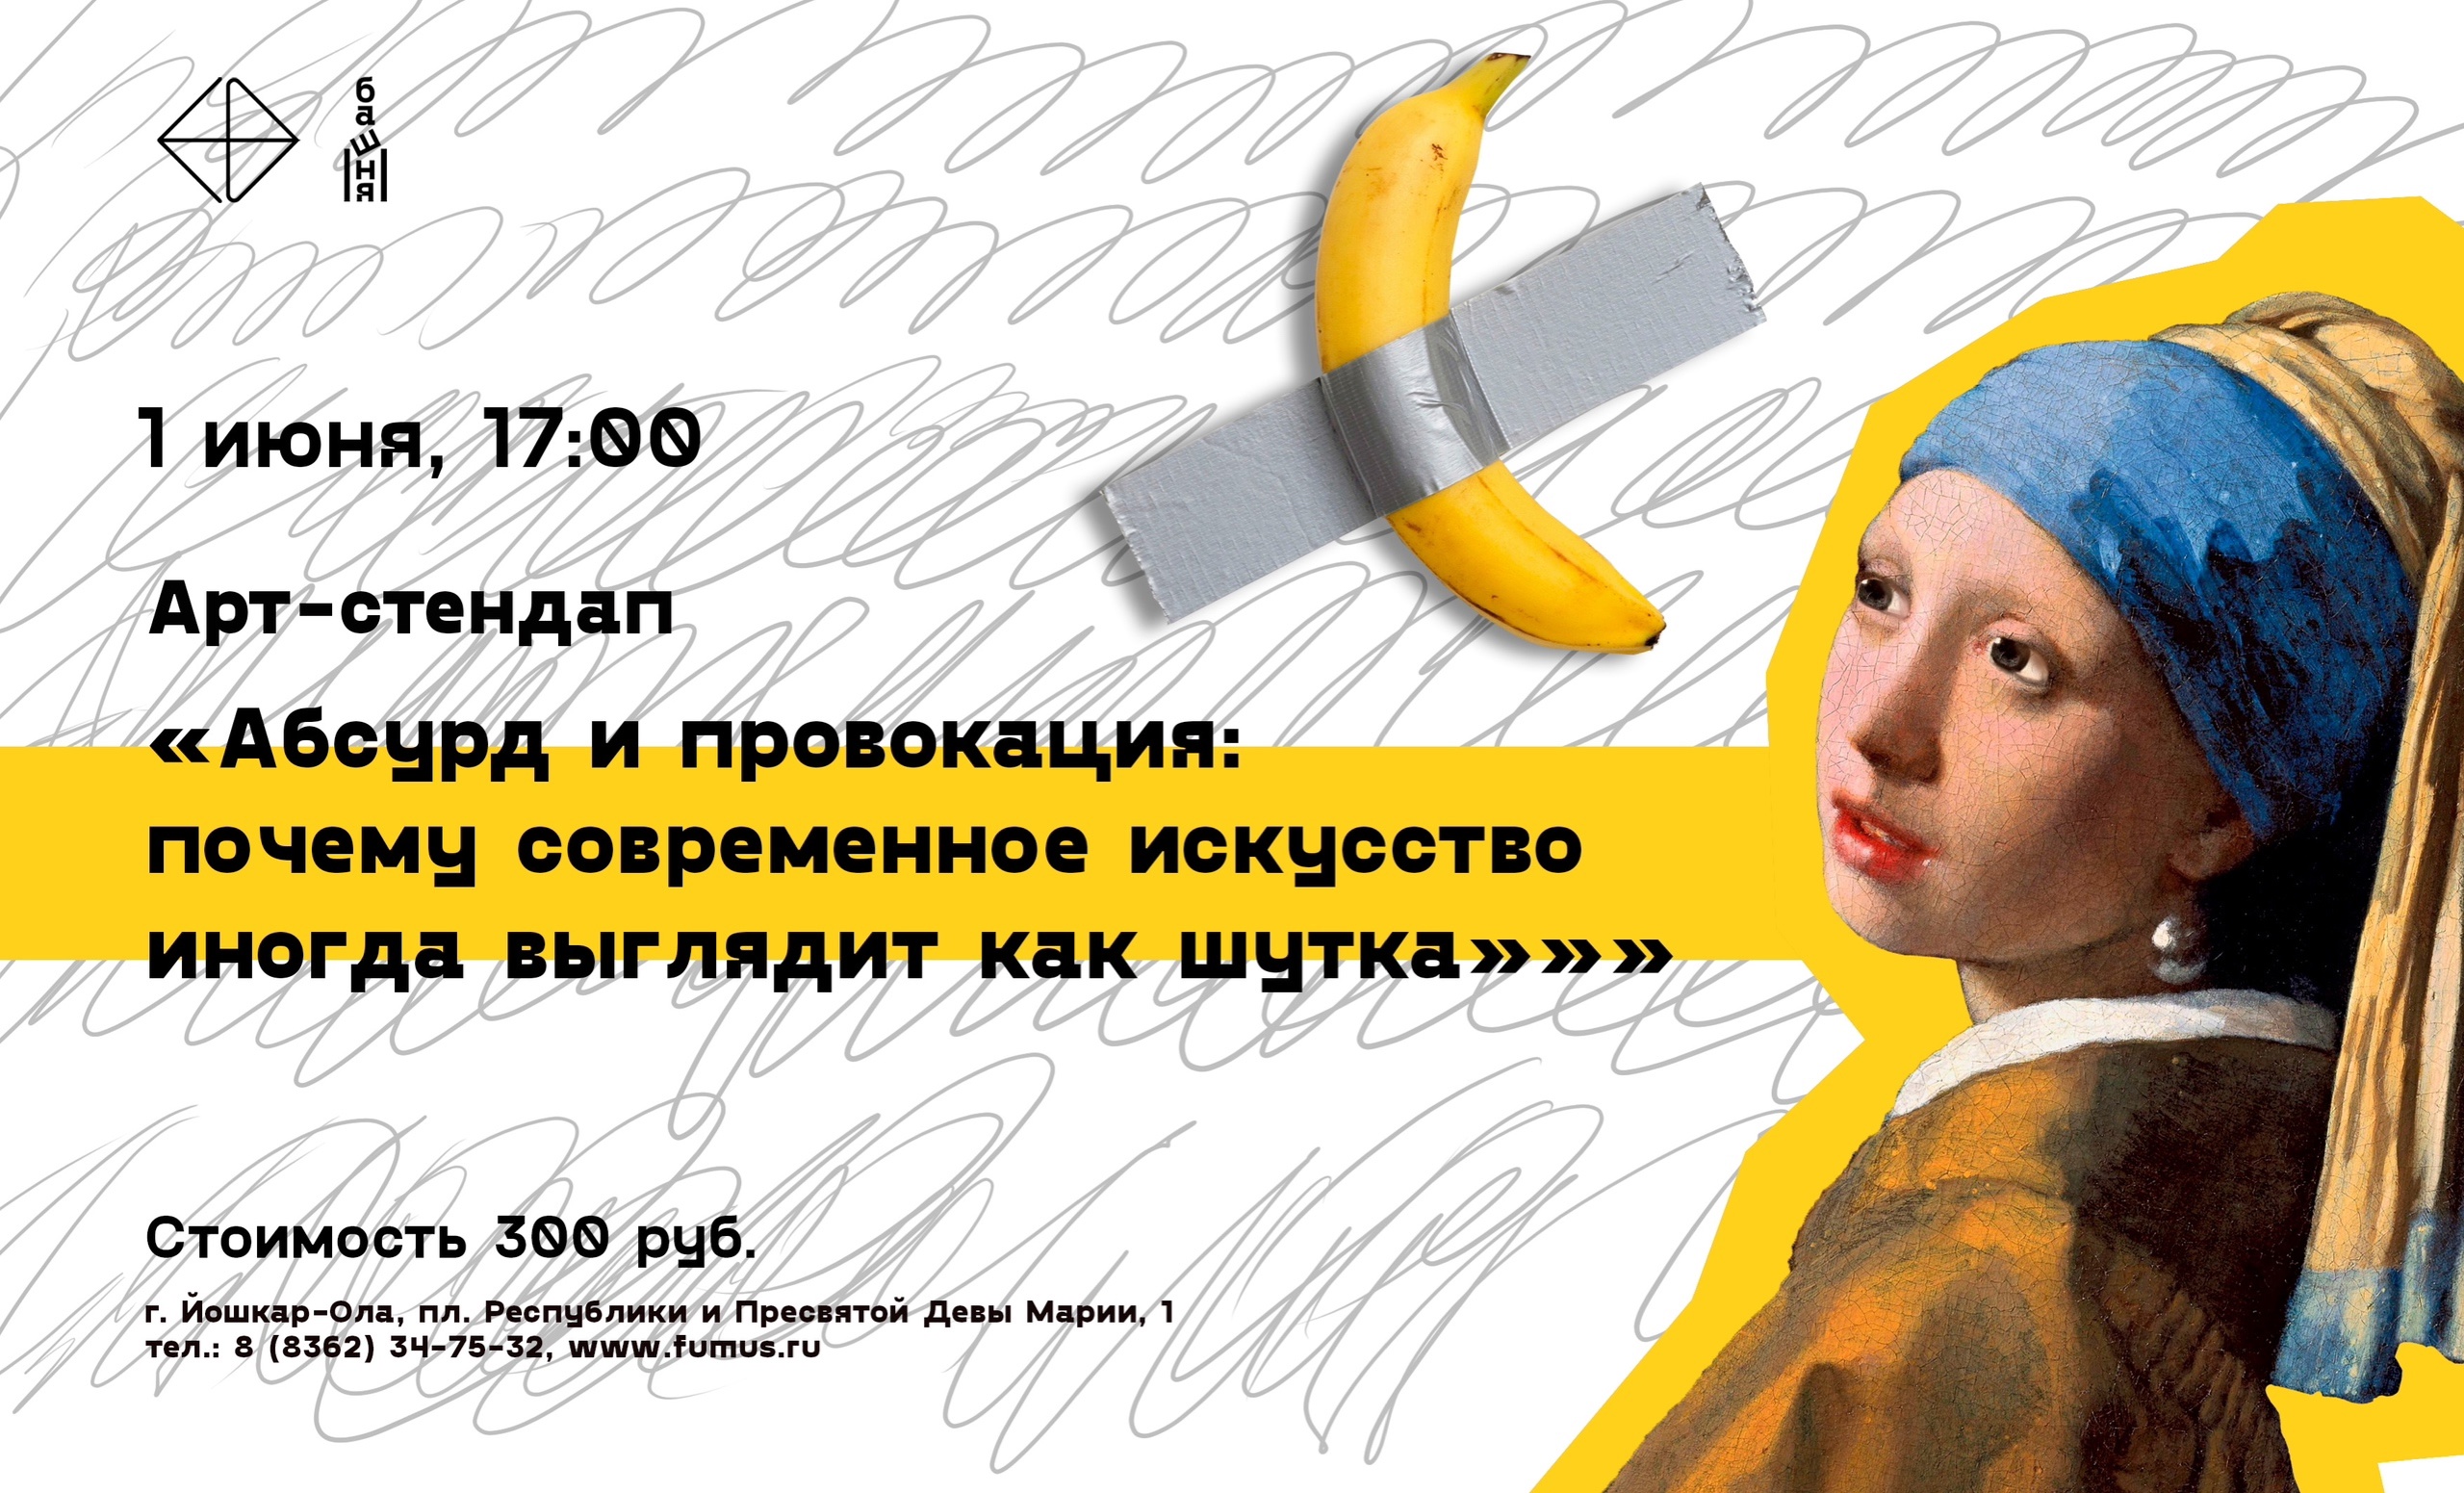 башня
1 июня, 17:00
Арт-стендап
«Абсурд и провокация:
почему современное искусство
иногда выглядит как шутка»»»
Стоимость 300 руб.
г. Йошкар-Ола, пл. Республики и Пресвятой Девы Марии, 1
тел.: 8 (8362) 34-75-32, www.fumus.ru